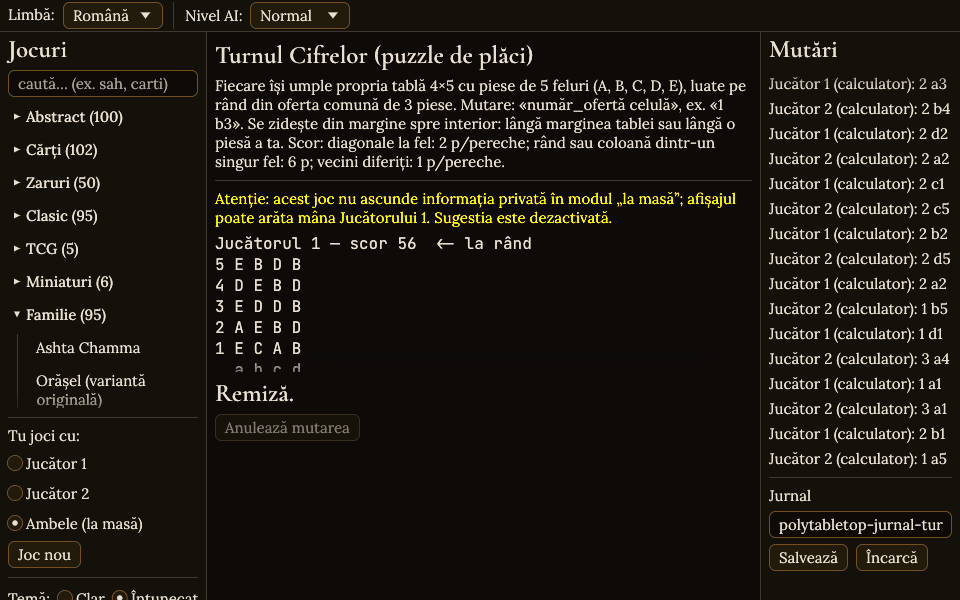 Limbă: Română ▼ Nivel AI: Normal ▼
Jocuri
caută... (ex. sah, carti)
▸ Abstract (100)
▸ Cărți (102)
▸ Zaruri (50)
▸ Clasic (95)
▸ TCG (5)
▸ Miniaturi (6)
▾ Familie (95)
Ashta Chamma
Orășel (variantă
originală)
Tu joci cu:
Jucător 1
Jucător 2
Ambele (la masă)
Joc nou
Temă: Clar Întunecat
Turnul Cifrelor (puzzle de plăci)
Fiecare își umple propria tablă 4×5 cu piese de 5 feluri (A, B, C, D, E), luate pe
rând din oferta comună de 3 piese. Mutare: «număr_ofertă celulă», ex. «1
b3». Se zidește din margine spre interior: lângă marginea tablei sau lângă o
piesă a ta. Scor: diagonale la fel: 2 p/pereche; rând sau coloană dintr-un
singur fel: 6 p; vecini diferiți: 1 p/pereche.
Atenție: acest joc nu ascunde informația privată în modul „la masă”; afișajul
poate arăta mâna Jucătorului 1. Sugestia este dezactivată.
Jucătorul 1 — scor 56 ← la rând
5 E B D B
4 D E B D
3 E D D B
2 A E B D
1 E C A B
a b c d
Remiză.
Anulează mutarea
Mutări
Jucător 1 (calculator): 2 a3
Jucător 2 (calculator): 2 b4
Jucător 1 (calculator): 2 d2
Jucător 2 (calculator): 2 a2
Jucător 1 (calculator): 2 c1
Jucător 2 (calculator): 2 c5
Jucător 1 (calculator): 2 b2
Jucător 2 (calculator): 2 d5
Jucător 1 (calculator): 2 a2
Jucător 2 (calculator): 1 b5
Jucător 1 (calculator): 1 d1
Jucător 2 (calculator): 3 a4
Jucător 1 (calculator): 1 a1
Jucător 2 (calculator): 3 a1
Jucător 1 (calculator): 2 b1
Jucător 2 (calculator): 1 a5
Jurnal
polytabletop-jurnal-tur
Salvează Încarcă